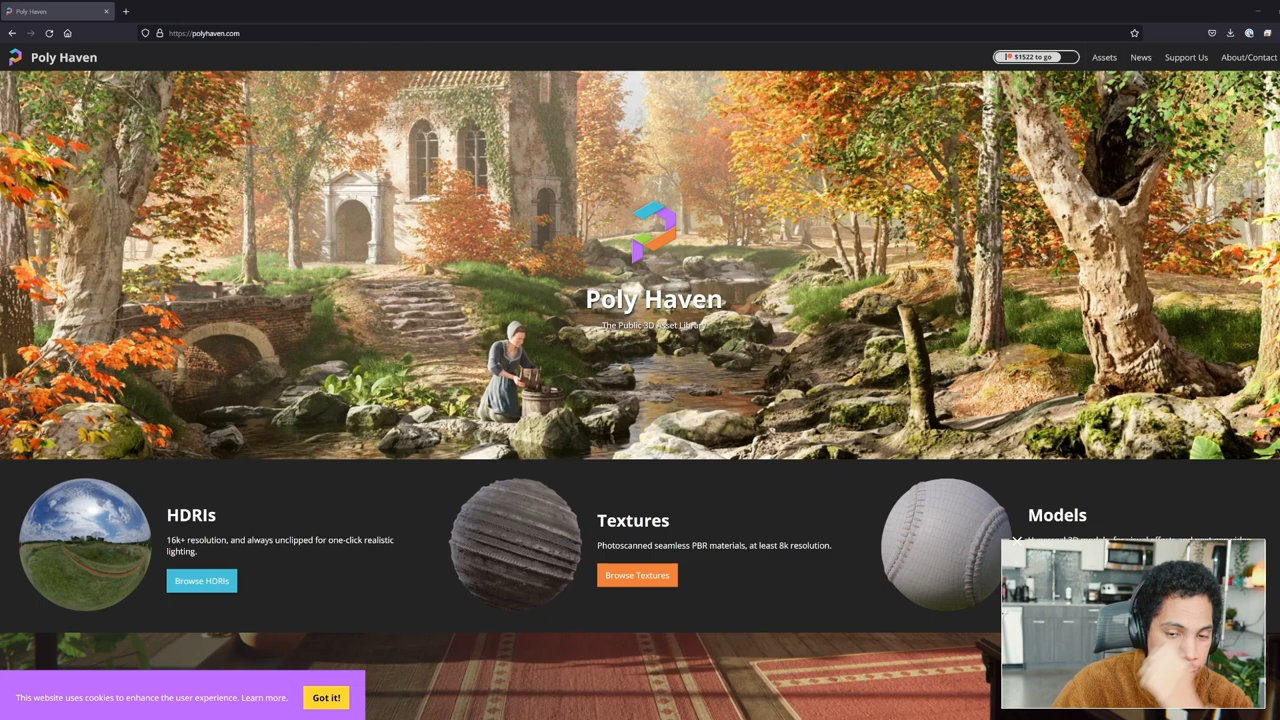 Poly Haven
https://polyhaven.com
Poly Haven
$1522 to go
Assets
News
Support Us
About/Contact
Poly Haven
The Public 3D Asset Library
HDRIs
16k+ resolution, and always unclipped for one-click realistic
lighting.
Browse HDRIs
Textures
Photoscanned seamless PBR materials, at least 8k resolution.
Browse Textures
Models
This website uses cookies to enhance the user experience. Learn more.
Got it!